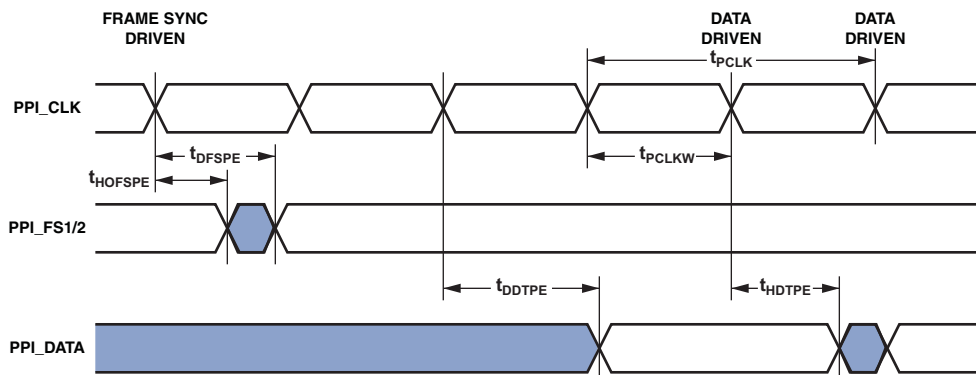 FRAME SYNC
DRIVEN
DATA
DRIVEN
DATA
DRIVEN
tPCLK
PPI_CLK
tDFSPE
tPCLKW
tHOFSPE
PPI_FS1/2
tDDTPE
tHDTPE
PPI_DATA